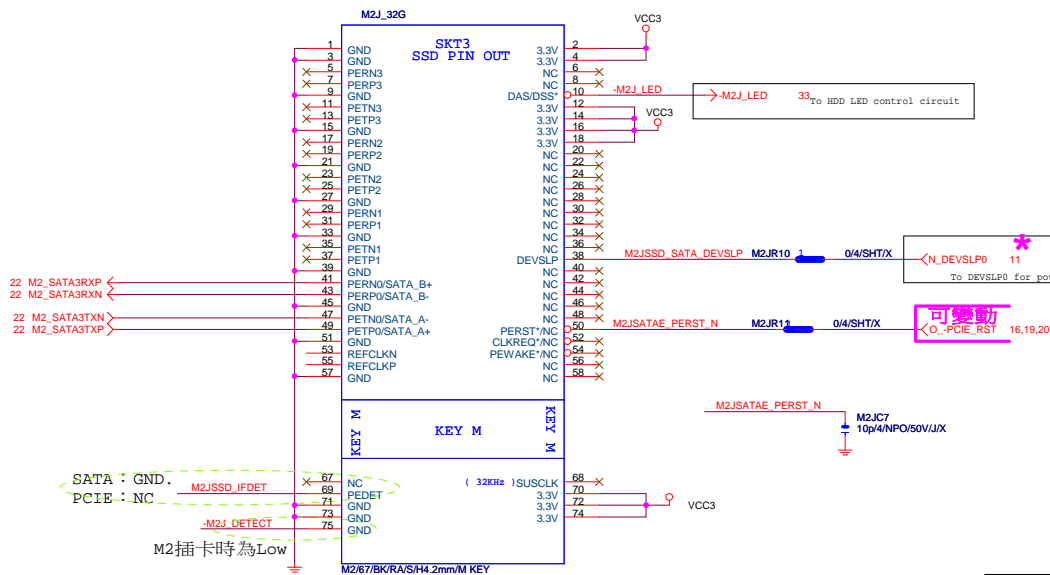 M2J_32G
VCC3
SKT3
SSD PIN OUT
1 GND 3.3V 2
3 GND 3.3V 4
5 PERN3 NC 6
7 PERP3 NC 8
9 GND DAS/DSS* 10 -M2J_LED -M2J_LED 33 To HDD LED control circuit
11 PETN3 3.3V 12
13 PETP3 3.3V 14 VCC3
15 GND 3.3V 16
17 PERN2 3.3V 18
19 PERP2 NC 20
21 GND NC 22
23 PETN2 NC 24
25 PETP2 NC 26
27 GND NC 28
29 PERN1 NC 30
31 PERP1 NC 32
33 GND NC 34
35 PETN1 NC 36 *
37 PETP1 DEVSLP 38 M2JSSD_SATA_DEVSLP M2JR10 1 0/4/SHT/X N_DEVSLP0 11
39 GND NC 40 To DEVSLP0 for
22 M2_SATA3RXP 41 PERN0/SATA_B+ NC 42
22 M2_SATA3RXN 43 PERP0/SATA_B- NC 44
45 GND NC 46
22 M2_SATA3TXN 47 PETN0/SATA_A- NC 48 可變動
22 M2_SATA3TXP 49 PETP0/SATA_A+ PERST*/NC 50 M2JSATAE_PERST_N M2JR11 0/4/SHT/X O_-PCIE_RST 16,19,20
51 GND CLKREQ*/NC 52
53 REFCLKN PEWAKE*/NC 54
55 REFCLKP NC 56
57 GND NC 58
M2JSATAE_PERST_N
M2JC7
10p/4/NPO/50V/J/X
KEY M KEY M KEY M
SATA：GND.
PCIE：NC
67 NC ( 32KHz ) SUSCLK 68
M2JSSD_IFDET 69 PEDET 3.3V 70
71 GND 3.3V 72 VCC3
73 GND 3.3V 74
-M2J_DETECT 75 GND
M2插卡時為Low
M2/67/BK/RA/S/H4.2mm/M KEY